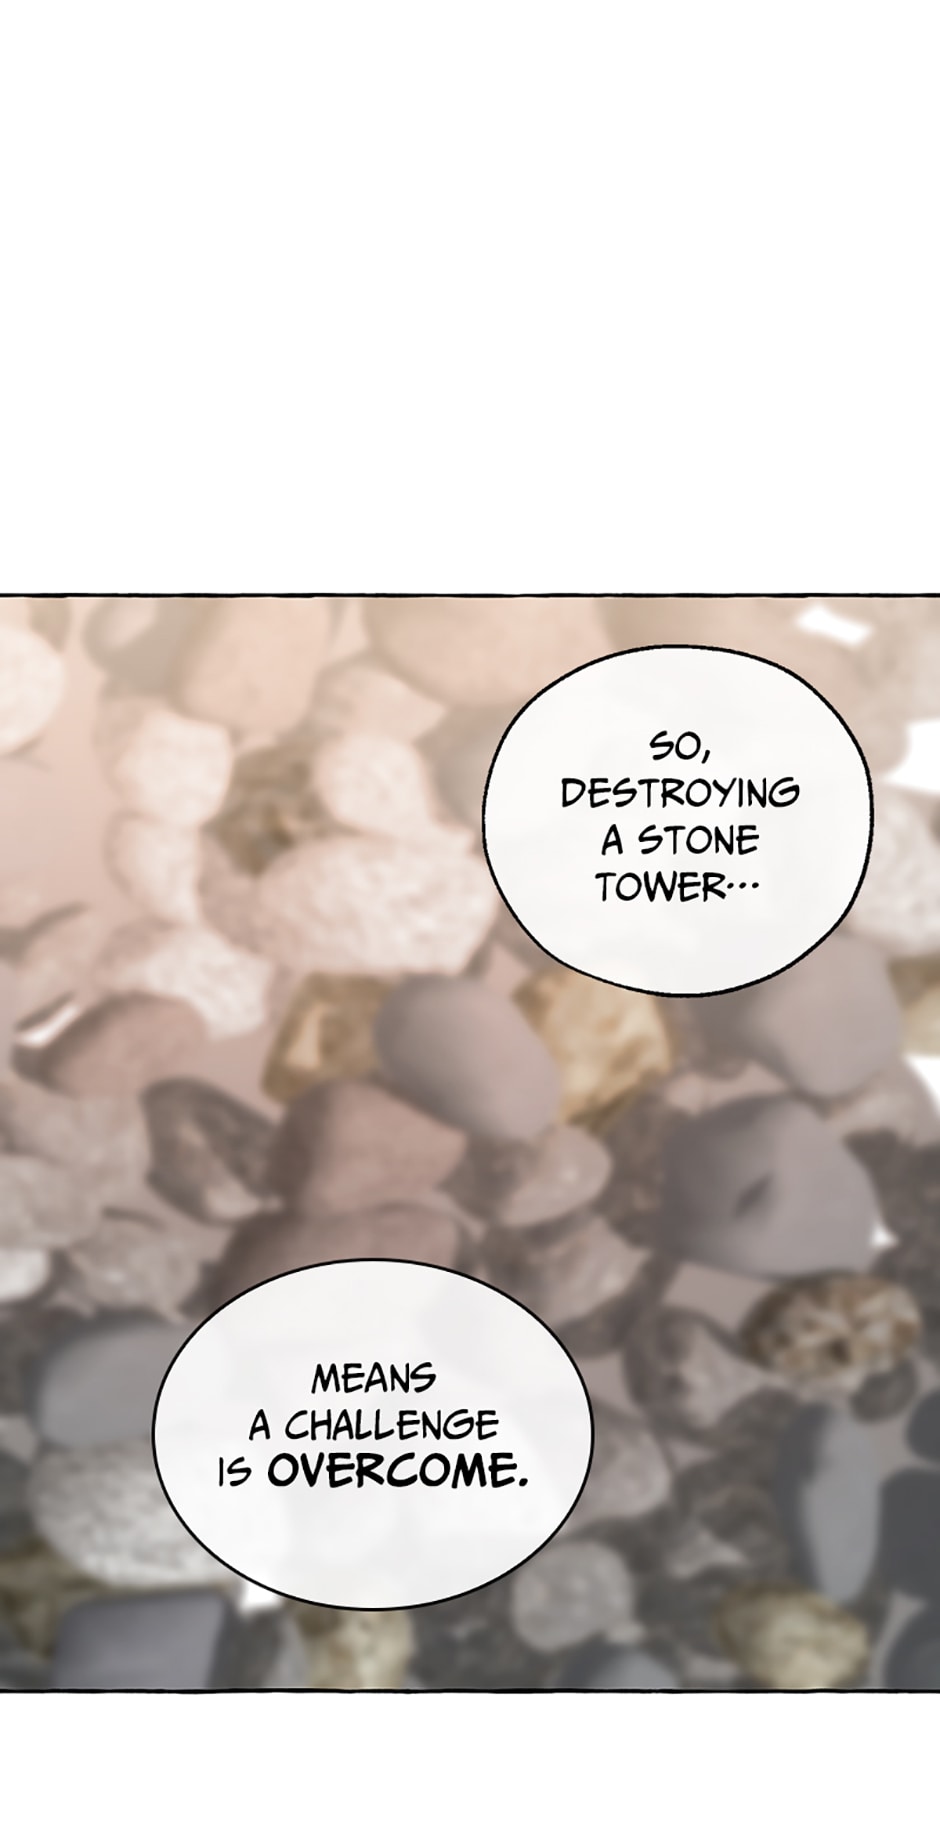 SO,
DESTROYING
A STONE
TOWER...
MEANS
A CHALLENGE
IS OVERCOME.